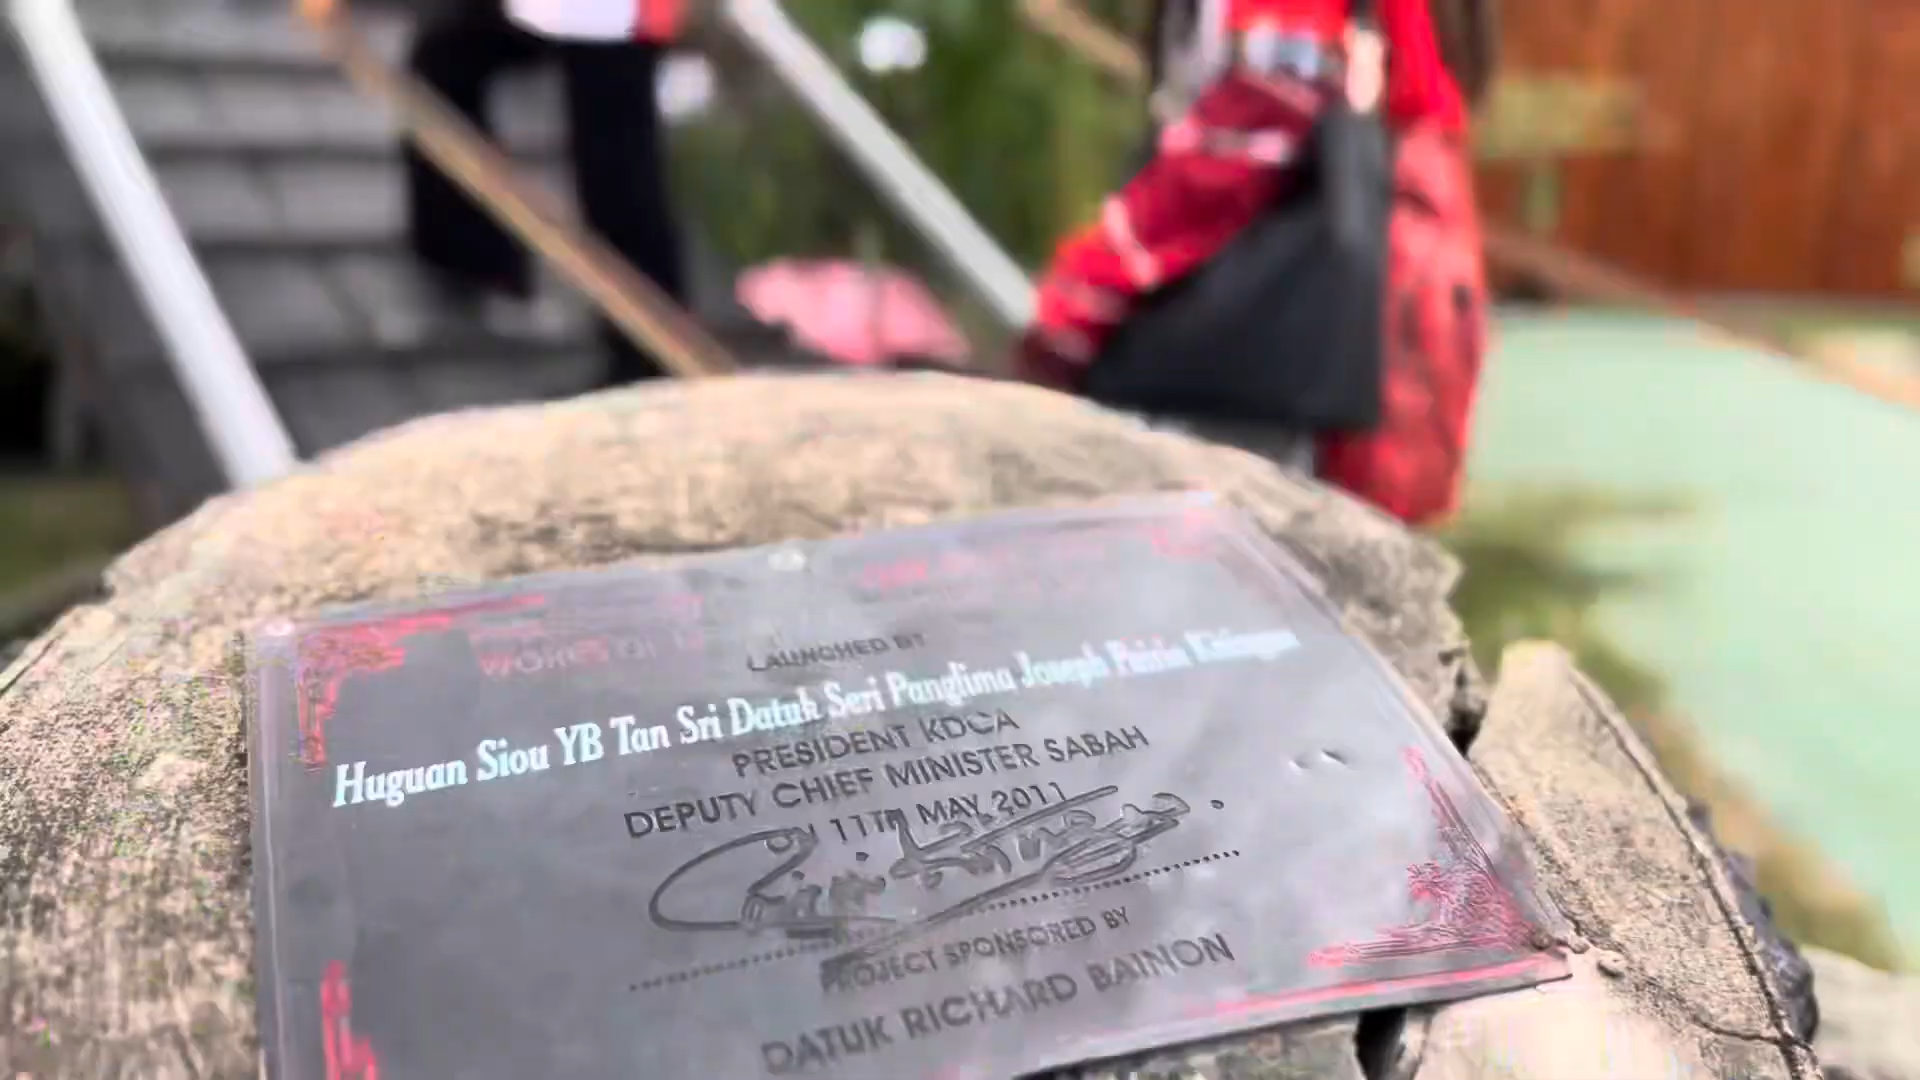 LAUNCHED BY
Huguan Siou YB Tan Sri Datuk Seri Panglima Joseph Pairin Kitingan
PRESIDENT KDCA
DEPUTY CHIEF MINISTER SABAH
ON 11TH MAY, 2011
PROJECT SPONSORED BY
DATUK RICHARD BAINON